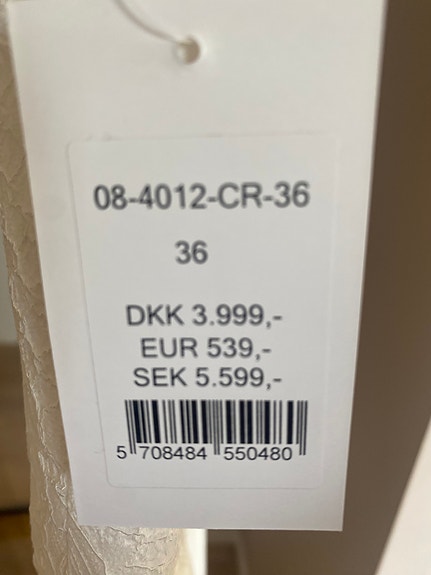 08-4012-CR-36
36
DKK 3.999,-
EUR 539,-
SEK 5.599,-
5 708484 550480